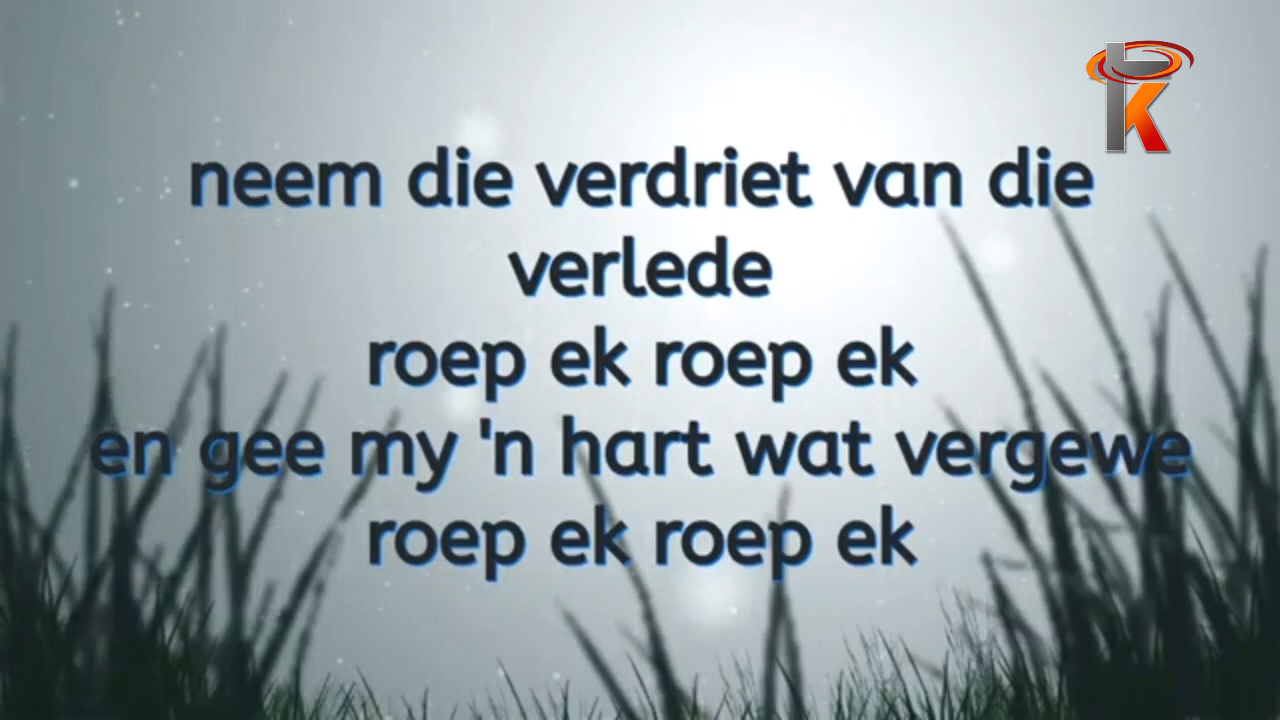 neem die verdriet van die
verlede
roep ek roep ek
en gee my 'n hart wat vergewe
roep ek roep ek